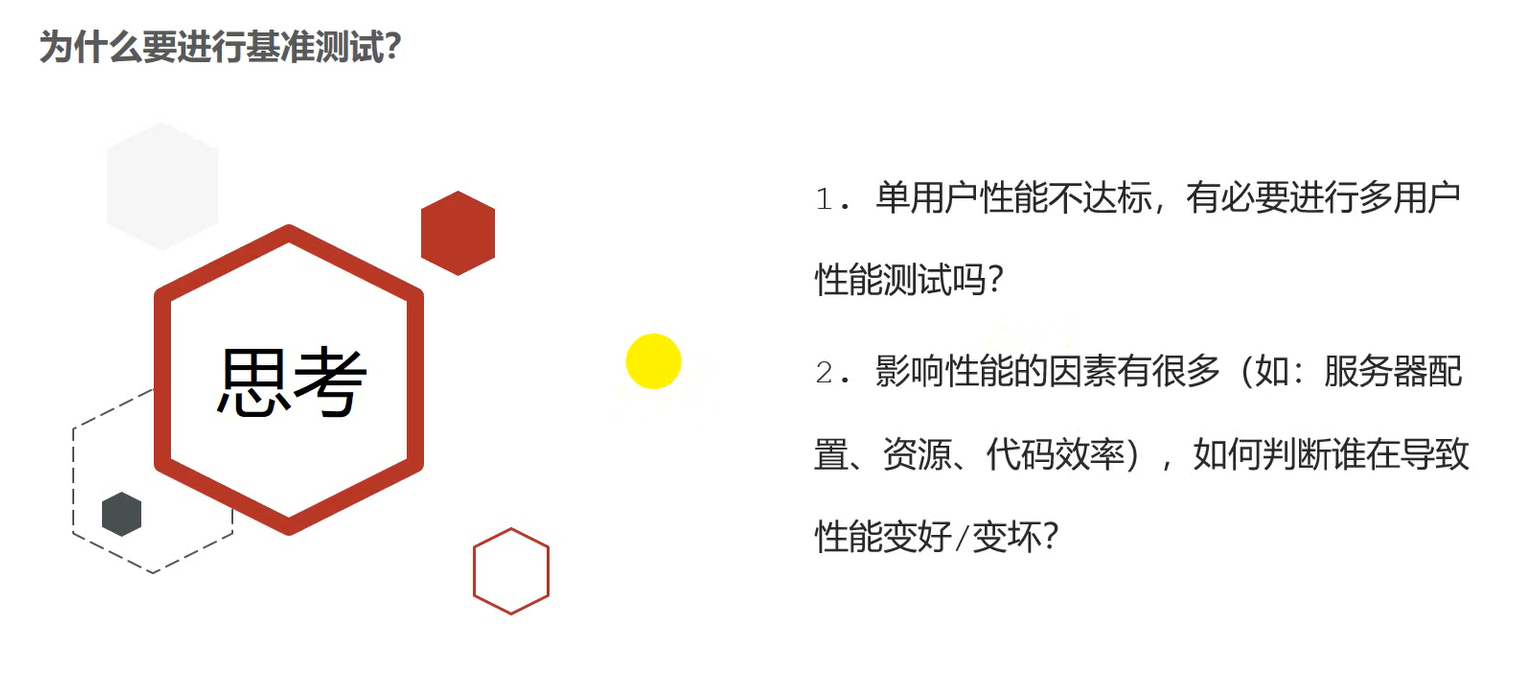 为什么要进行基准测试？
思考
1. 单用户性能不达标，有必要进行多用户
性能测试吗？
2. 影响性能的因素有很多（如：服务器配
置、资源、代码效率），如何判断谁在导致
性能变好/变坏？